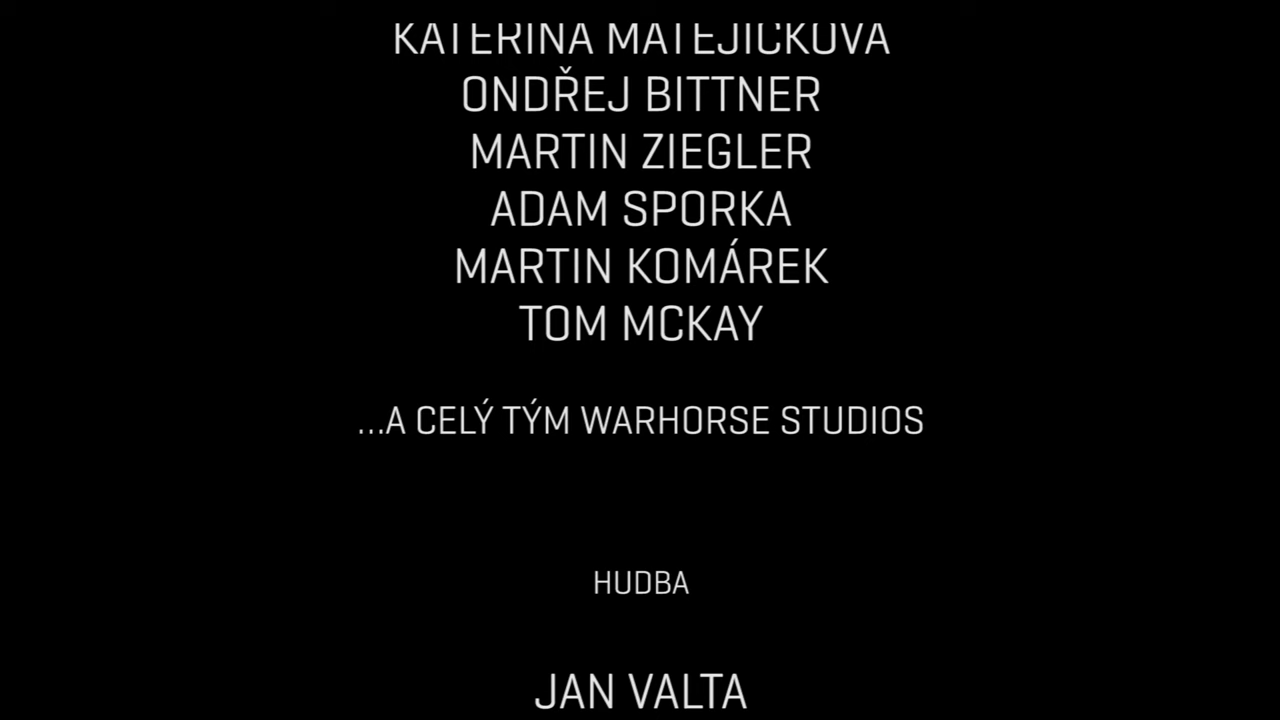 KATEŘINA MATĚJÍČKOVÁ
ONDŘEJ BITTNER
MARTIN ZIEGLER
ADAM SPORKA
MARTIN KOMÁREK
TOM MCKAY
...A CELÝ TÝM WARHORSE STUDIOS
HUDBA
JAN VALTA